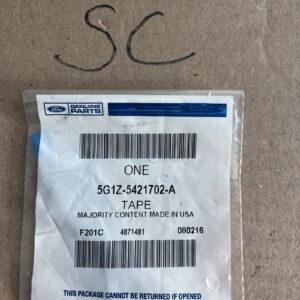 SC
Ford
GENUINE
PARTS
ONE
5G1Z-5421702-A
TAPE
MAJORITY CONTENT MADE IN USA
F201C 4871481 080216
THIS PACKAGE CANNOT BE RETURNED IF OPENED